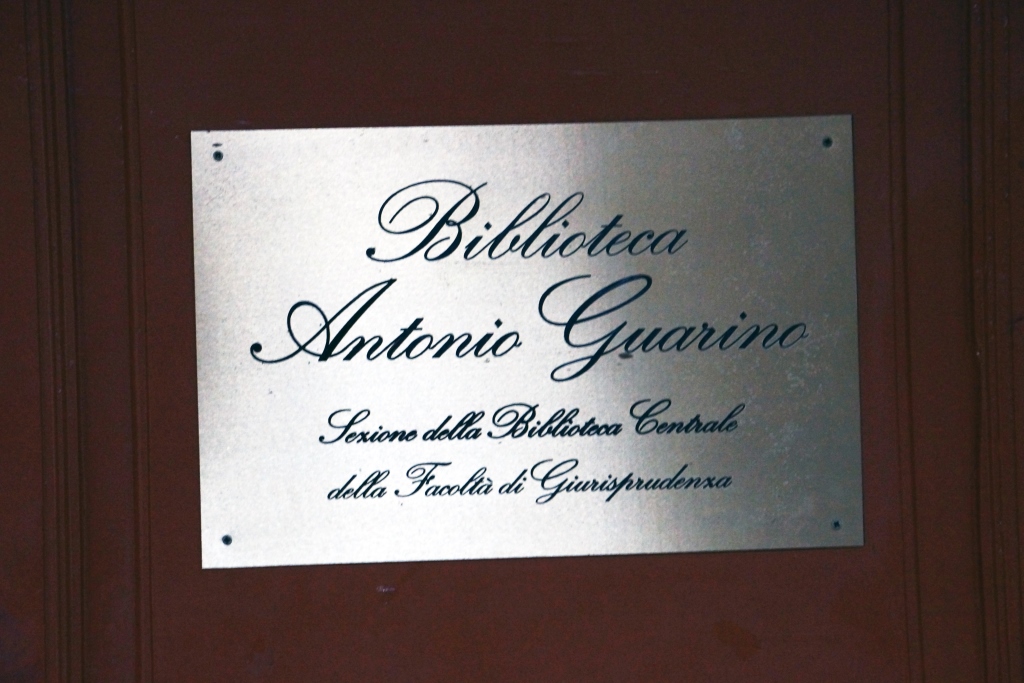 Biblioteca
Antonio Guarino
Sezione della Biblioteca Centrale
della Facoltà di Giurisprudenza